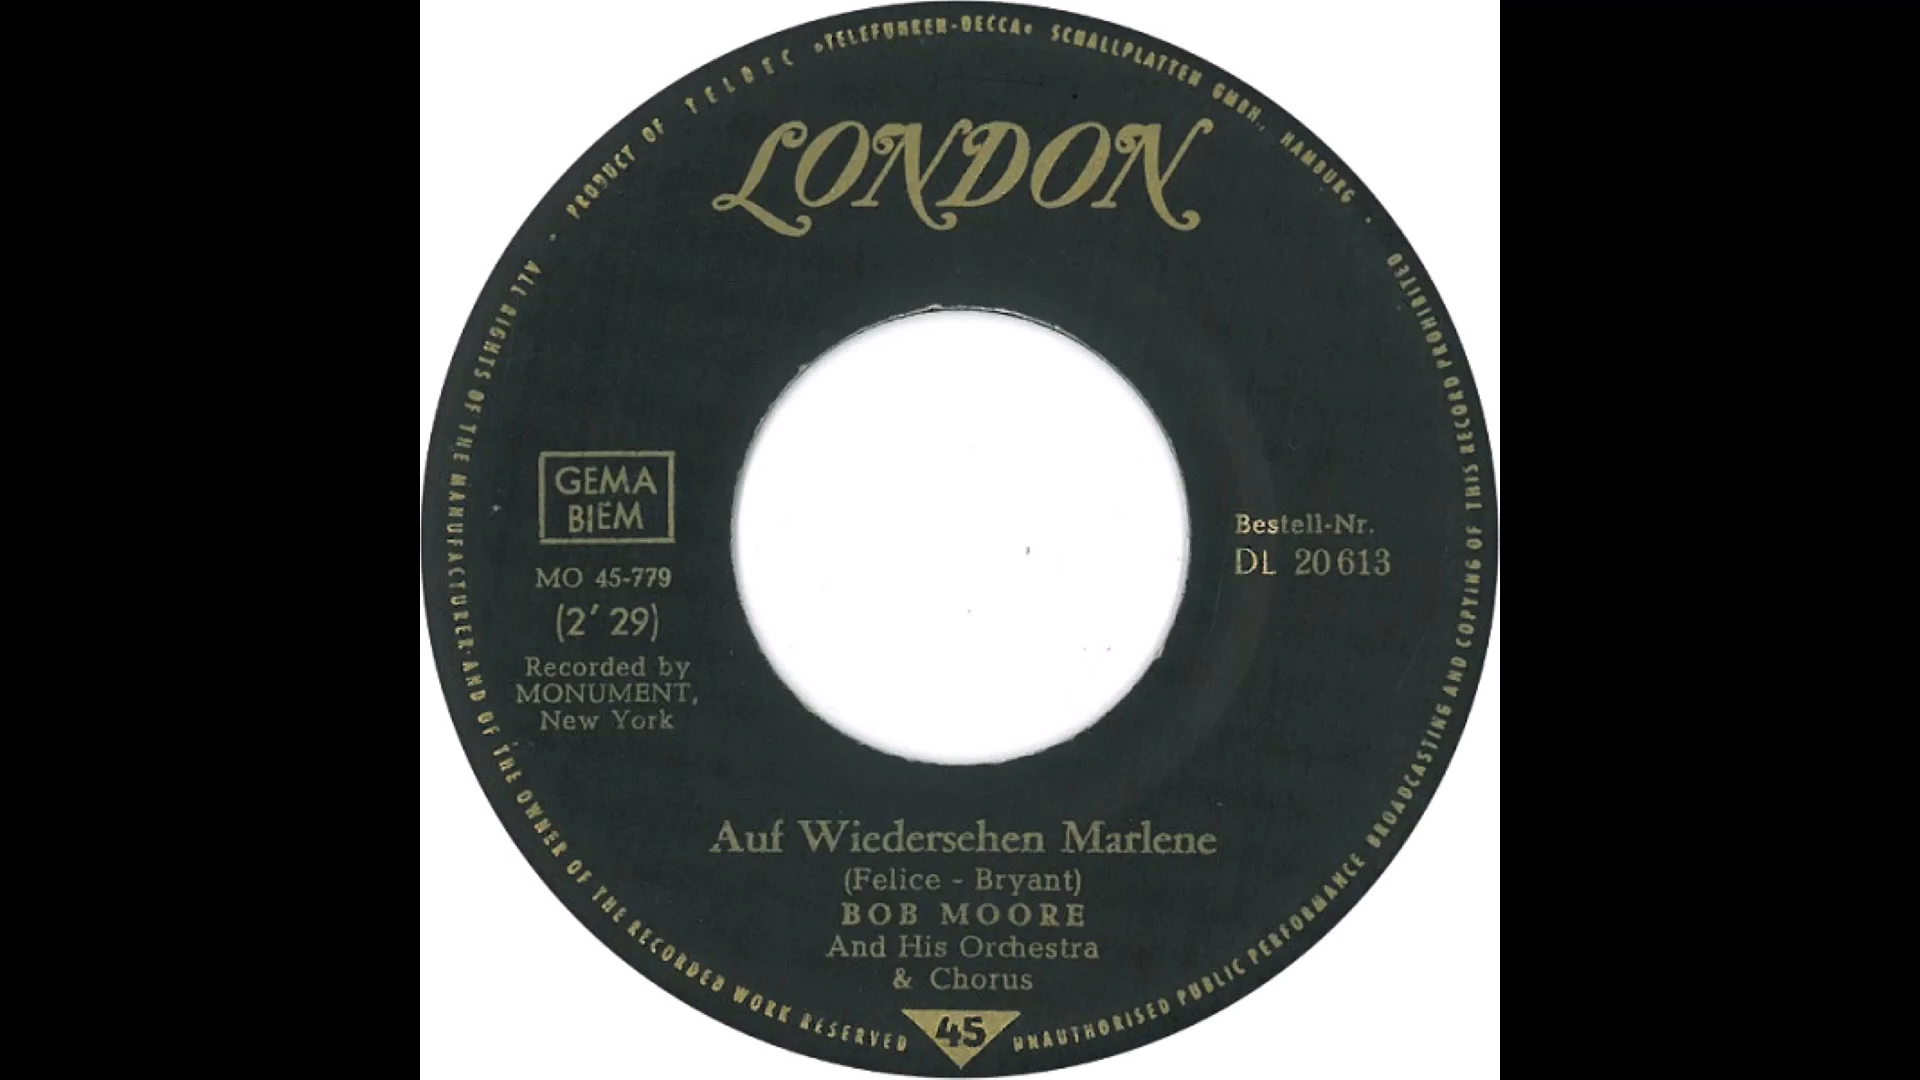 PRODUCT OF TELDEC »TELEFUNKEN-DECCA« SCHALLPLATTEN GMBH., HAMBURG ·
LONDON
GEMA
BIEM
MO 45-779
(2′ 29)
Recorded by
MONUMENT,
New York
Bestell-Nr.
DL 20 613
Auf Wiedersehen Marlene
(Felice - Bryant)
BOB MOORE
And His Orchestra
& Chorus
45
ALL RIGHTS OF THE MANUFACTURER AND OF THE OWNER OF THE RECORDED WORK RESERVED
UNAUTHORISED PUBLIC PERFORMANCE BROADCASTING AND COPYING OF THIS RECORD PROHIBITED